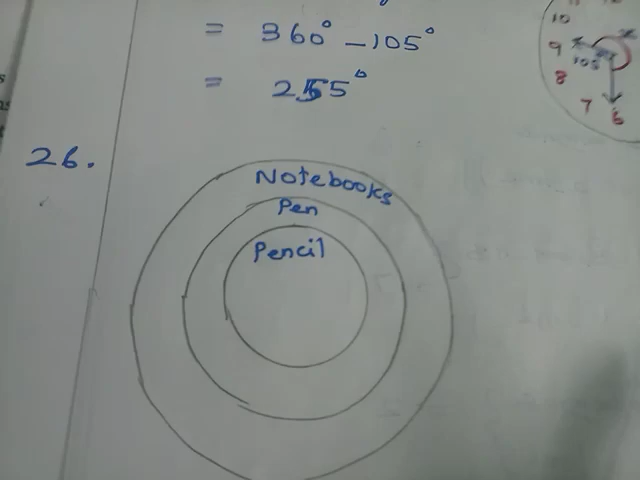 = 360° - 105°
= 255°
10
9
105
8
7
6
26.
Notebooks
Pen
Pencil